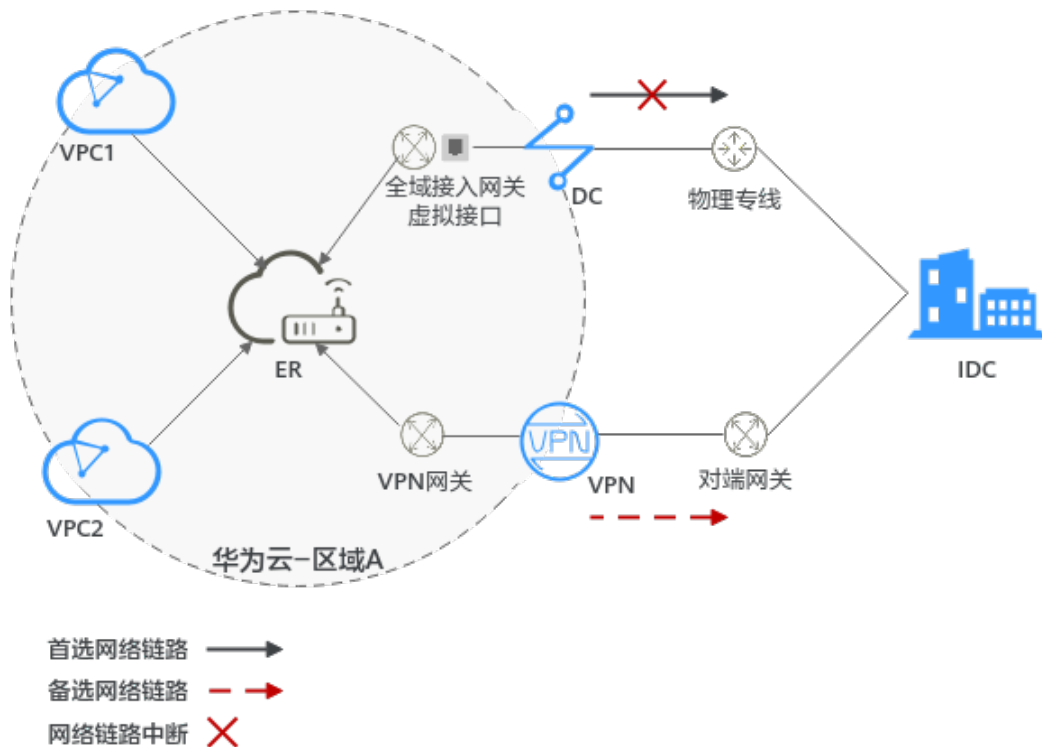 VPC1
全域接入网关
虚拟接口
DC
物理专线
ER
IDC
VPN
VPN网关
VPN
对端网关
VPC2
华为云-区域A
首选网络链路
备选网络链路
网络链路中断